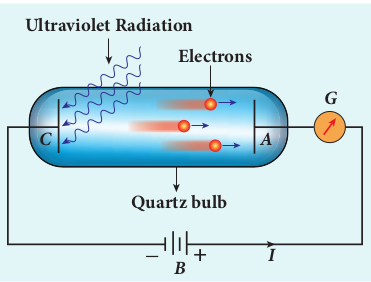 Ultraviolet Radiation
Electrons
G
C
A
Quartz bulb
− +
B
I